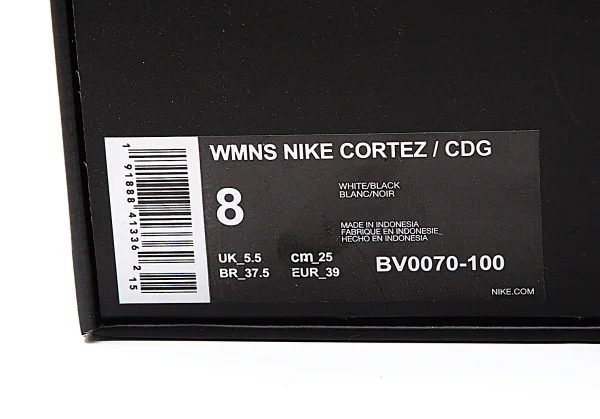 WMNS NIKE CORTEZ / CDG
8
WHITE/BLACK
BLANC/NOIR
MADE IN INDONESIA
FABRIQUE EN INDONESIE_
HECHO EN INDONESIA
UK_5.5 cm_25
BR_37.5 EUR_39
BV0070-100
NIKE.COM
1 91888 41336 2 15